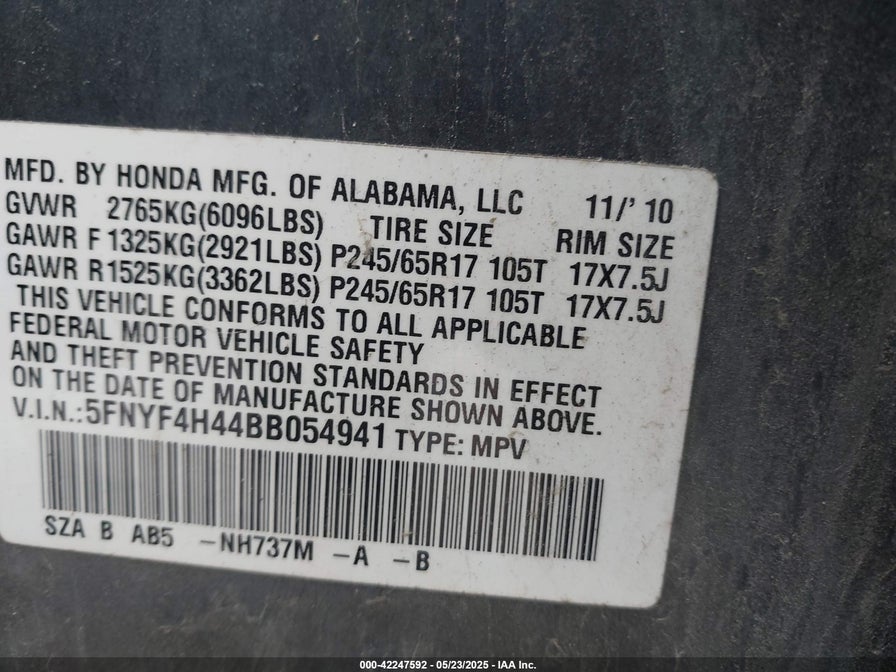 MFD. BY HONDA MFG. OF ALABAMA, LLC 11/' 10
GVWR 2765KG(6096LBS) TIRE SIZE RIM SIZE
GAWR F 1325KG(2921LBS) P245/65R17 105T 17X7.5J
GAWR R1525KG(3362LBS) P245/65R17 105T 17X7.5J
THIS VEHICLE CONFORMS TO ALL APPLICABLE
FEDERAL MOTOR VEHICLE SAFETY
AND THEFT PREVENTION STANDARDS IN EFFECT
ON THE DATE OF MANUFACTURE SHOWN ABOVE.
V.I.N.:5FNYF4H44BB054941 TYPE: MPV
SZA B AB5 -NH737M -A -B
000-42247592 - 05/23/2025 - IAA Inc.